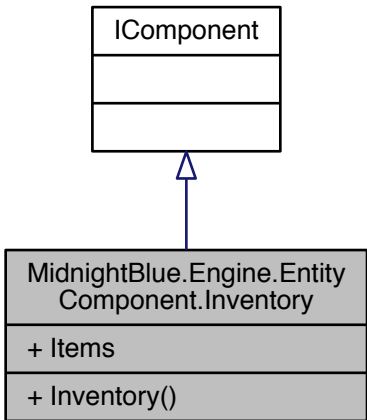 IComponent
MidnightBlue.Engine.Entity
Component.Inventory
+ Items
+ Inventory()